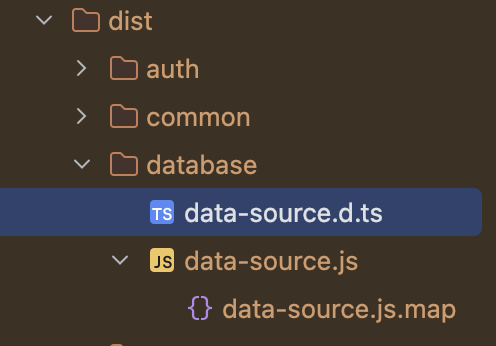 dist
auth
common
database
TS data-source.d.ts
JS data-source.js
{} data-source.js.map